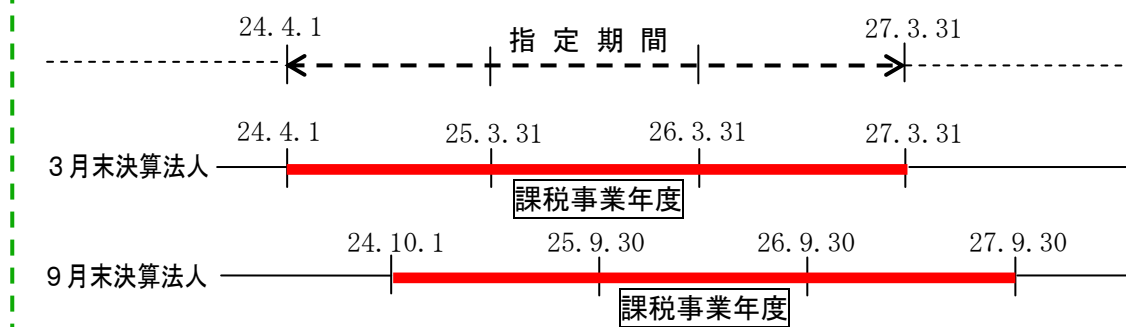 24.4.1 指定期間 27.3.31
24.4.1 25.3.31 26.3.31 27.3.31
3月末決算法人
課税事業年度
24.10.1 25.9.30 26.9.30 27.9.30
9月末決算法人
課税事業年度